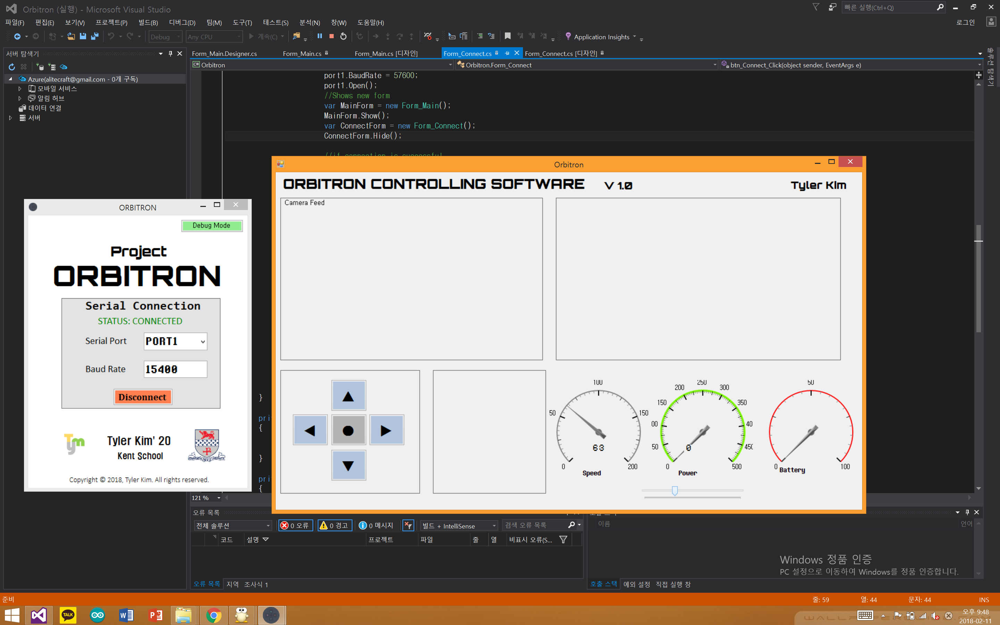 Orbitron (실행) - Microsoft Visual Studio
빠른 실행(Ctrl+Q)
파일(F) 편집(E) 보기(V) 프로젝트(P) 빌드(B) 디버그(D) 팀(M) 도구(T) 테스트(S) 분석(N) 창(W) 도움말(H)
로그인
Debug Any CPU 계속(C) Application Insights
서버 탐색기
Form_Main.Designer.cs Form_Main.cs Form_Main.cs [디자인] Form_Connect.cs Form_Connect.cs [디자인]
솔루션 탐색기
Orbitron Orbitron.Form_Connect btn_Connect_Click(object sender, EventArgs e)
Azure(alitecraft@gmail.com - 0개 구독)
모바일 서비스
알림 허브
데이터 연결
서버
port1.BaudRate = 57600;
port1.Open();
//Shows new form
var MainForm = new Form_Main();
MainForm.Show();
var ConnectForm = new Form_Connect();
ConnectForm.Hide();
//if connection is successful
}
pri
{
}
pri
{
121 %
ORBITRON
Debug Mode
Project
ORBITRON
Serial Connection
STATUS: CONNECTED
Serial Port PORT1
Baud Rate 15400
Disconnect
Tym
Tyler Kim' 20
Kent School
Copyright © 2018, Tyler Kim. All rights reserved.
Orbitron
ORBITRON CONTROLLING SOFTWARE V 1.0 Tyler Kim
Camera Feed
0 50 100 150 200
63
Speed
0 50 00 150 200 250 300 350 40 450 500
0
Power
0 50 100
Battery
오류 목록
전체 솔루션 0 오류 0 경고 0 메시지 빌드 + IntelliSense 검색 오류 목록
코드 설명 프로젝트 파일 줄 열 비표시 오류(S...
오류 목록 지역 조사식 1
이름 언어
호출 스택 예외 설정 직접 실행 창
Windows 정품 인증
PC 설정으로 이동하여 Windows를 정품 인증합니다.
준비 줄: 59 열: 44 문자: 44 INS
TALK
오후 9:48
2018-02-11